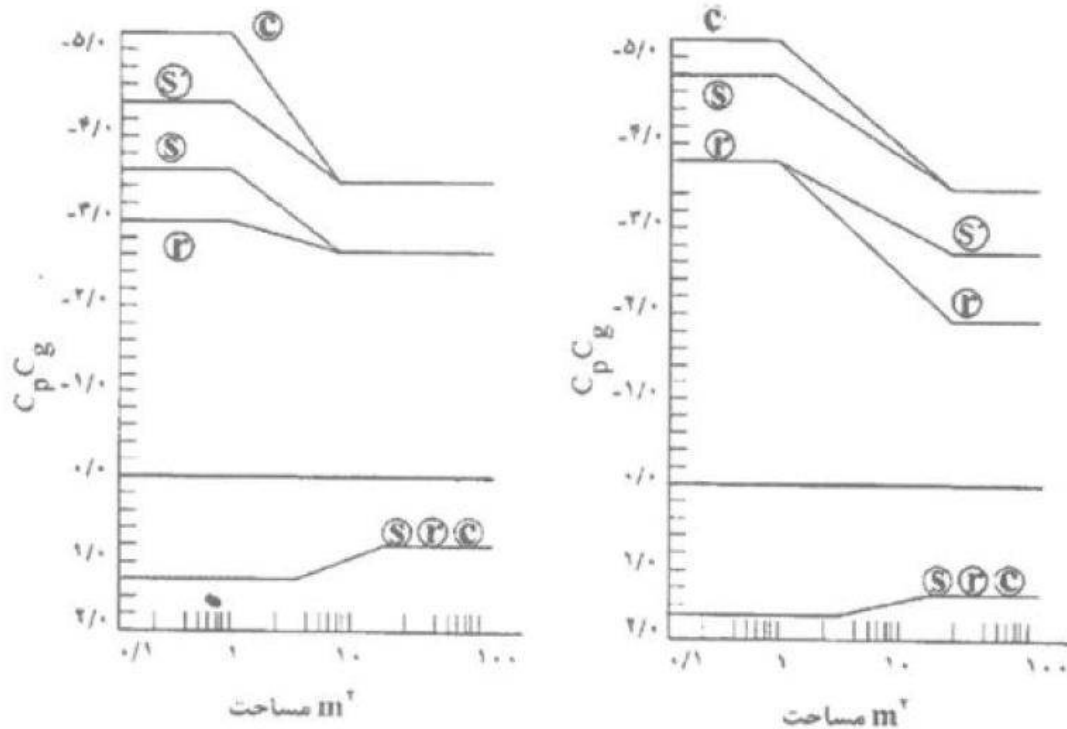 c
-۵/۰
s´
-۴/۰
s
-۳/۰
r
-۲/۰
CpCg
-۱/۰
۰/۰
s r c
۱/۰
۲/۰
۰/۱ ۱ ۱۰ ۱۰۰
مساحت m۲
c
-۵/۰
s
-۴/۰
r
-۳/۰
s´
-۲/۰
r
CpCg
-۱/۰
۰/۰
۱/۰
s r c
۲/۰
۰/۱ ۱ ۱۰ ۱۰۰
مساحت m۲